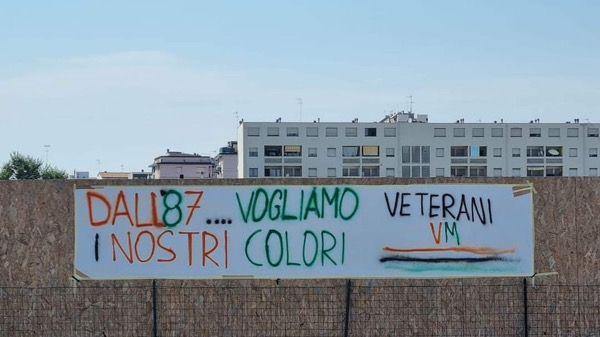 DALL'87.... VOGLIAMO
I NOSTRI COLORI
VETERANI
VM